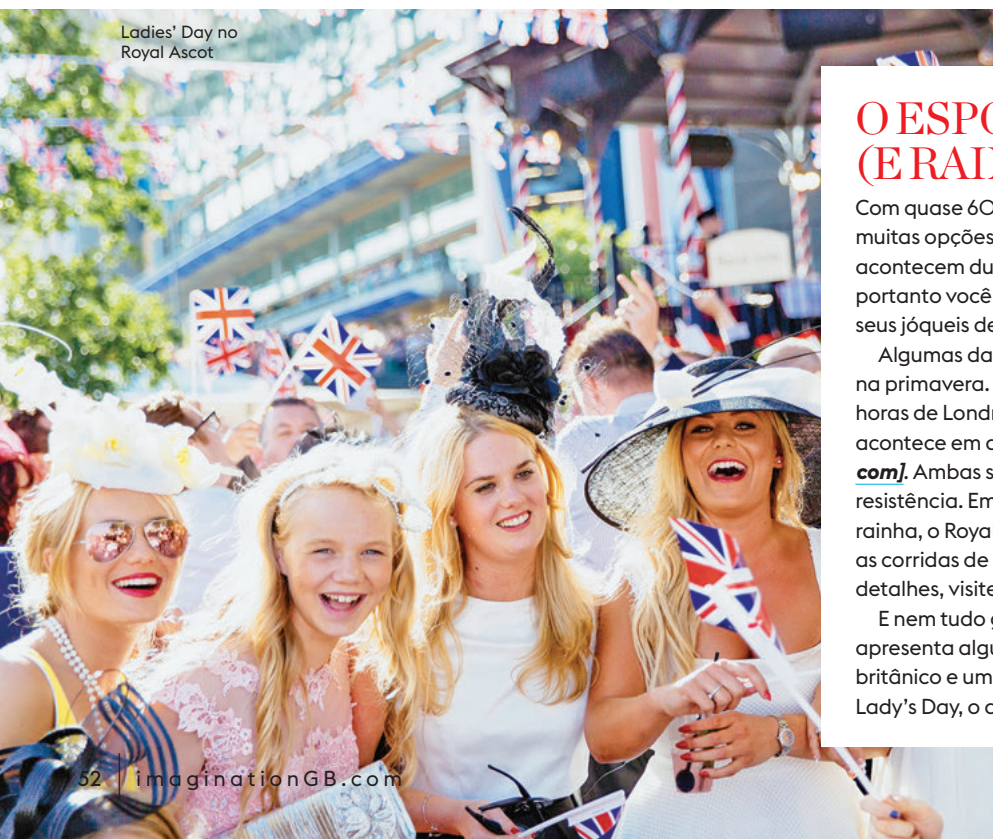 Ladies’ Day no
Royal Ascot
O ESPO
(E RAI
Com quase 60
muitas opções
acontecem du
portanto você
seus jóqueis de
Algumas da
na primavera.
horas de Londr
acontece em a
com]. Ambas s
resistência. Em
rainha, o Roya
as corridas de
detalhes, visite
E nem tudo g
apresenta algu
britânico e um
Lady’s Day, o d
52 | imaginationGB.com